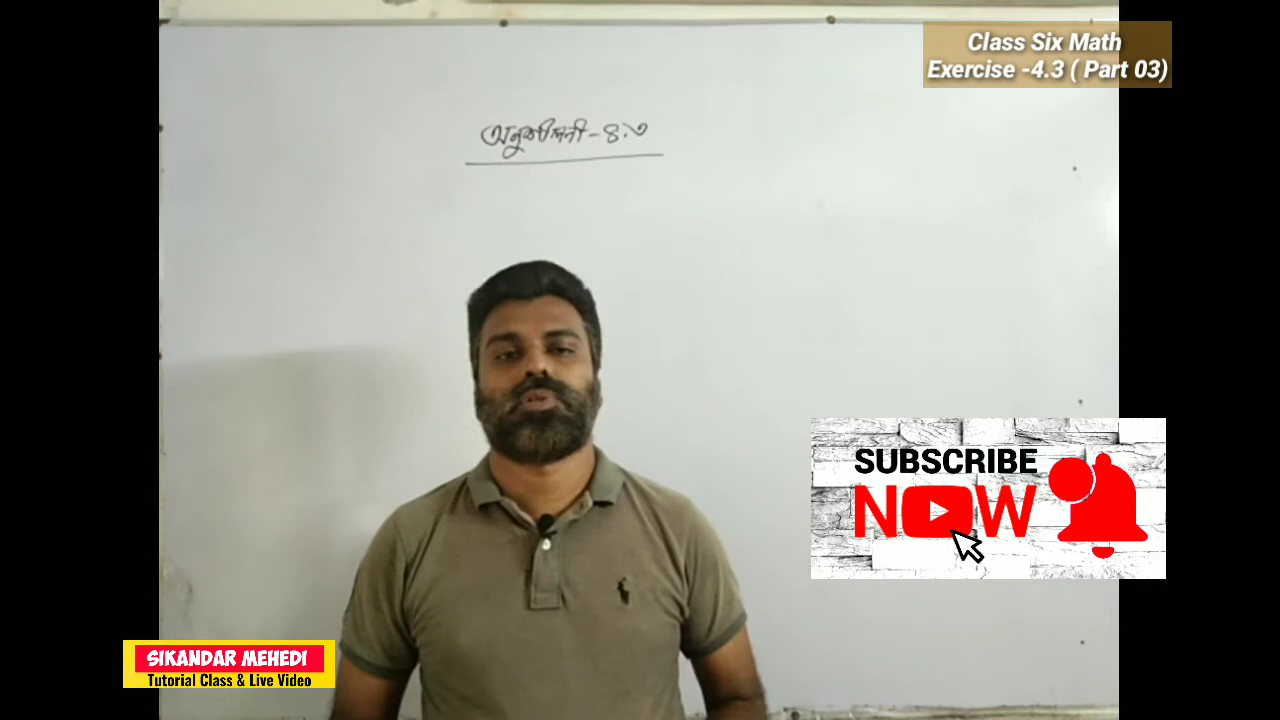 Class Six Math
Exercise -4.3 ( Part 03)
অনুশীলনী - ৪.৩
SUBSCRIBE
NOW
SIKANDAR MEHEDI
Tutorial Class & Live Video